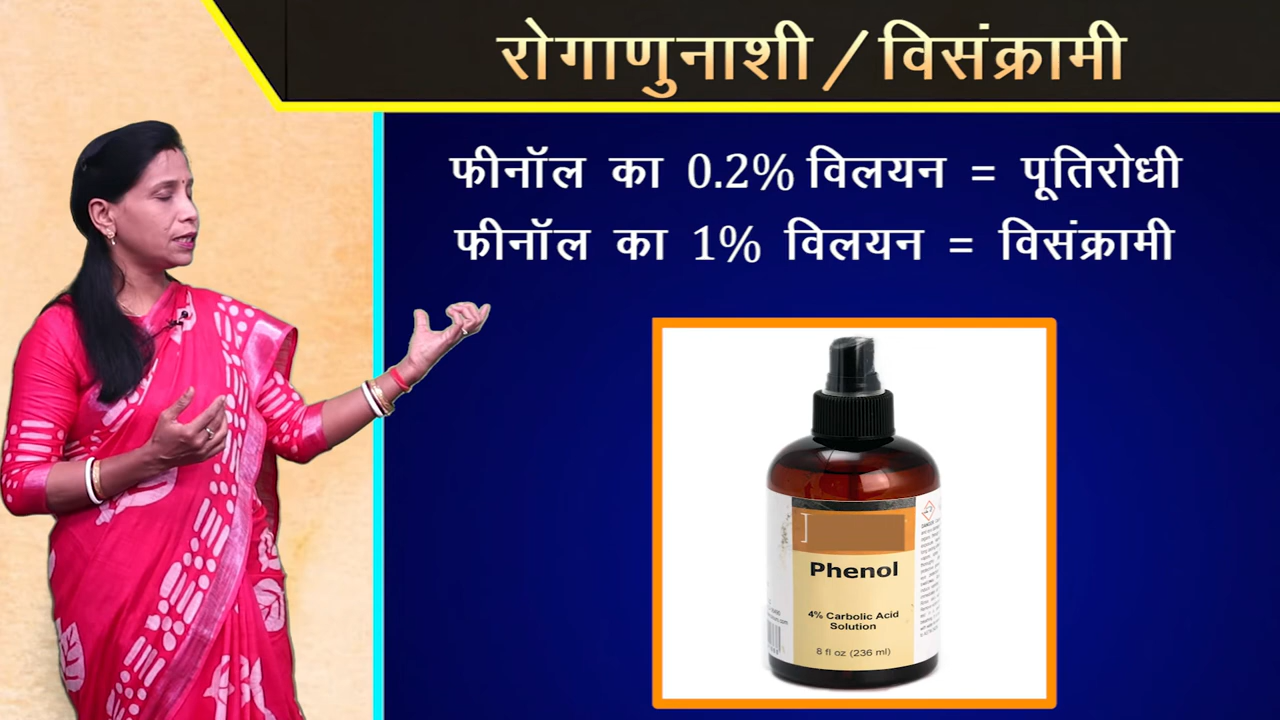 रोगाणुनाशी / विसंक्रामी
फीनॉल का 0.2% विलयन = पूतिरोधी
फीनॉल का 1% विलयन = विसंक्रामी
Phenol
4% Carbolic Acid
Solution
8 fl oz (236 ml)